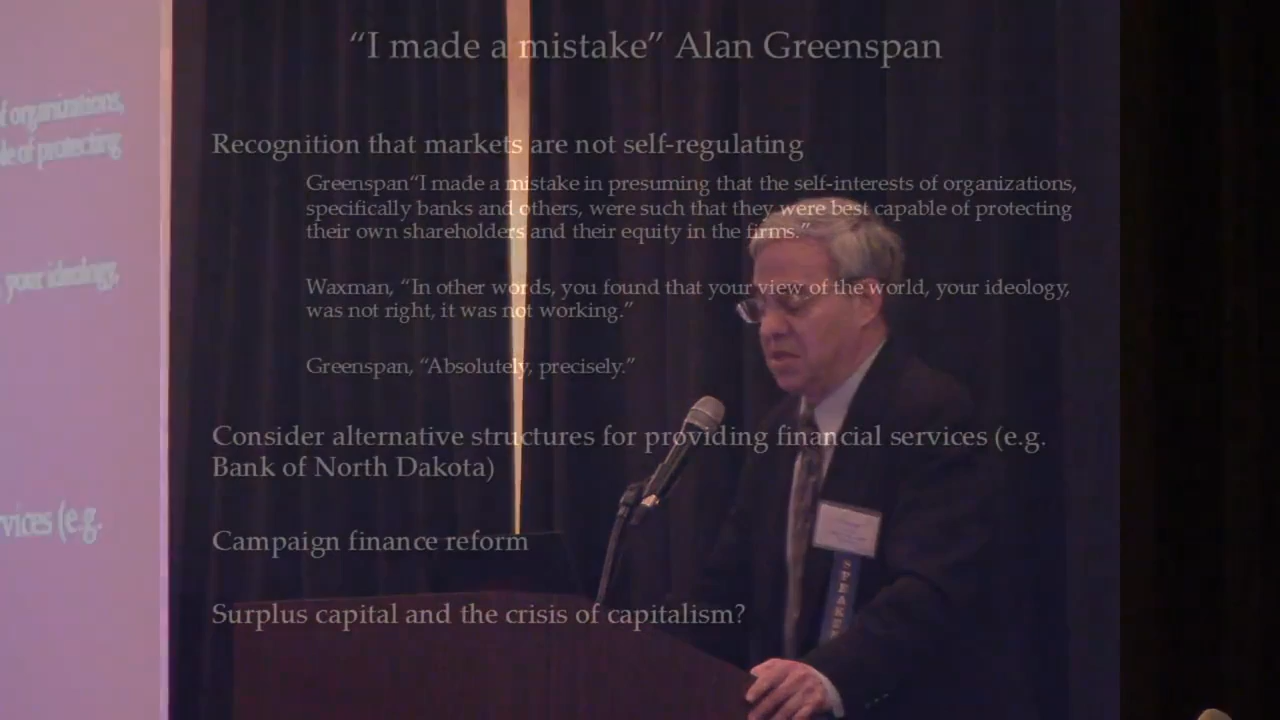 “I made a mistake” Alan Greenspan
Recognition that markets are not self-regulating
Greenspan“I made a mistake in presuming that the self-interests of organizations,
specifically banks and others, were such that they were best capable of protecting
their own shareholders and their equity in the firms.”
Waxman, “In other words, you found that your view of the world, your ideology,
was not right, it was not working.”
Greenspan, “Absolutely, precisely.”
Consider alternative structures for providing financial services (e.g.
Bank of North Dakota)
Campaign finance reform
Surplus capital and the crisis of capitalism?
of organizations,
of protecting
your ideology,
(e.g.
SPEAKER